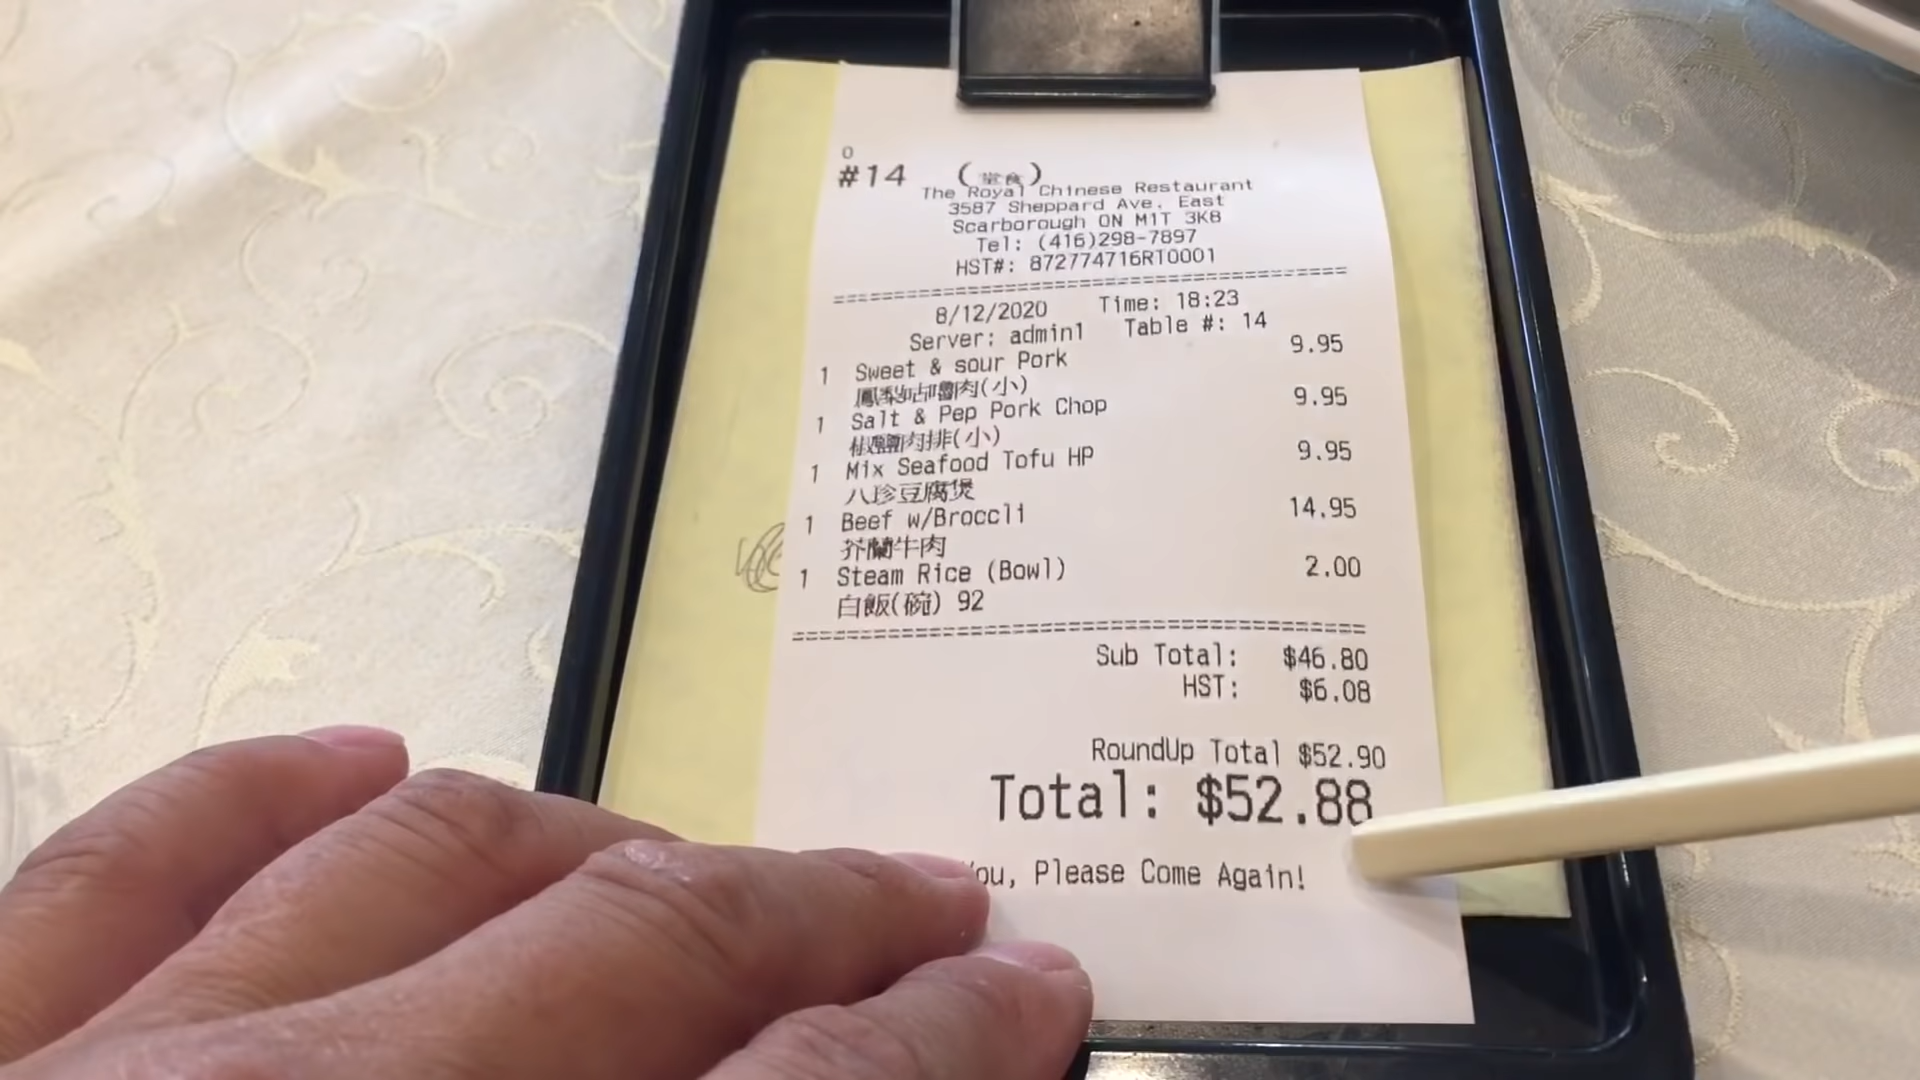 0
#14 (堂食)
The Royal Chinese Restaurant
3587 Sheppard Ave. East
Scarborough ON M1T 3K8
Tel: (416)298-7897
HST#: 872774716RT0001
8/12/2020 Time: 18:23
Server: admin1 Table #: 14
1 Sweet & sour Pork 9.95
鳳梨咕嚕肉(小)
1 Salt & Pep Pork Chop 9.95
椒鹽肉排(小)
1 Mix Seafood Tofu HP 9.95
八珍豆腐煲
1 Beef w/Broccli 14.95
芥蘭牛肉
1 Steam Rice (Bowl) 2.00
白飯(碗) 92
Sub Total: $46.80
HST: $6.08
RoundUp Total $52.90
Total: $52.88
You, Please Come Again!